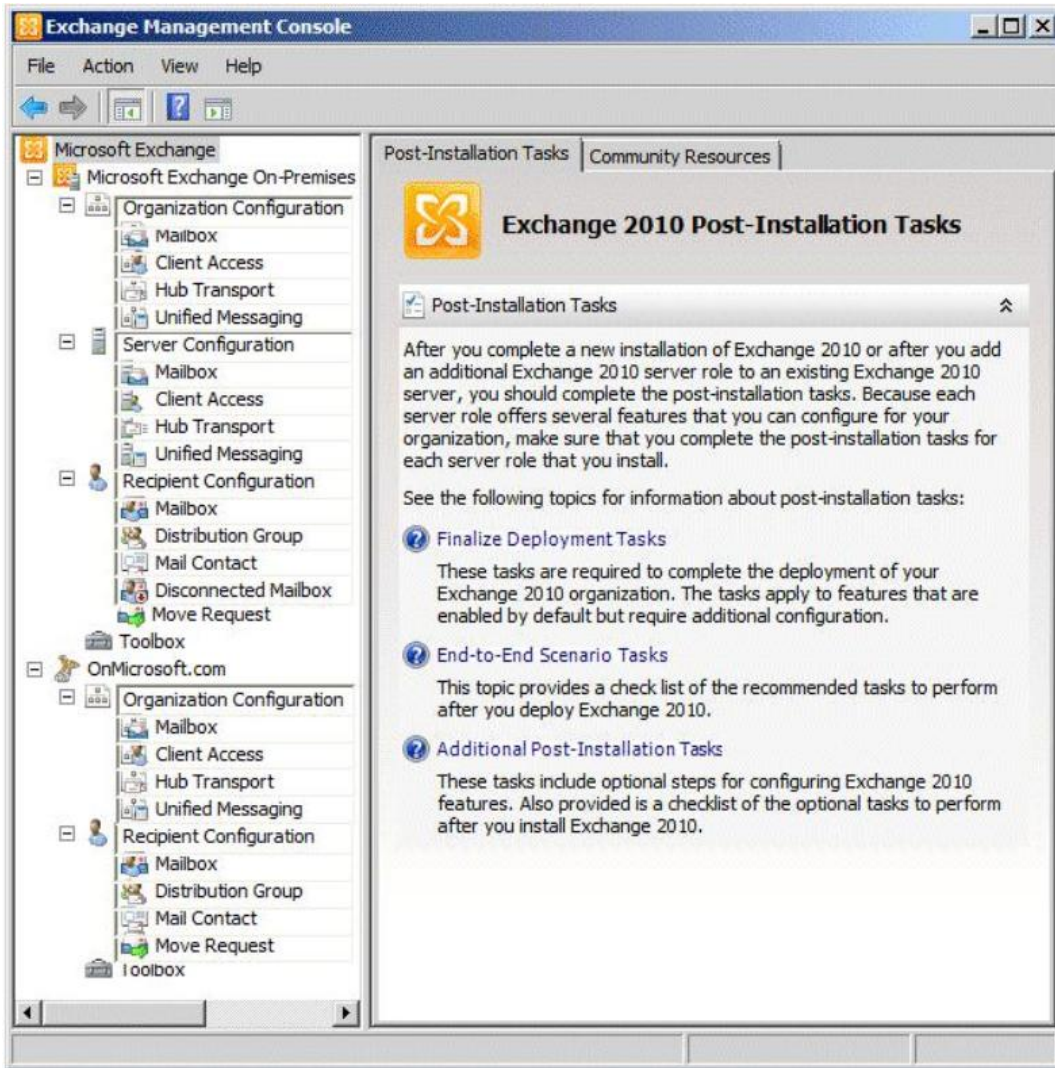 Exchange Management Console
File Action View Help
Microsoft Exchange
Microsoft Exchange On-Premises
Organization Configuration
Mailbox
Client Access
Hub Transport
Unified Messaging
Server Configuration
Mailbox
Client Access
Hub Transport
Unified Messaging
Recipient Configuration
Mailbox
Distribution Group
Mail Contact
Disconnected Mailbox
Move Request
Toolbox
OnMicrosoft.com
Organization Configuration
Mailbox
Client Access
Hub Transport
Unified Messaging
Recipient Configuration
Mailbox
Distribution Group
Mail Contact
Move Request
Toolbox
Post-Installation Tasks Community Resources
Exchange 2010 Post-Installation Tasks
Post-Installation Tasks
After you complete a new installation of Exchange 2010 or after you add
an additional Exchange 2010 server role to an existing Exchange 2010
server, you should complete the post-installation tasks. Because each
server role offers several features that you can configure for your
organization, make sure that you complete the post-installation tasks for
each server role that you install.
See the following topics for information about post-installation tasks:
Finalize Deployment Tasks
These tasks are required to complete the deployment of your
Exchange 2010 organization. The tasks apply to features that are
enabled by default but require additional configuration.
End-to-End Scenario Tasks
This topic provides a check list of the recommended tasks to perform
after you deploy Exchange 2010.
Additional Post-Installation Tasks
These tasks include optional steps for configuring Exchange 2010
features. Also provided is a checklist of the optional tasks to perform
after you install Exchange 2010.